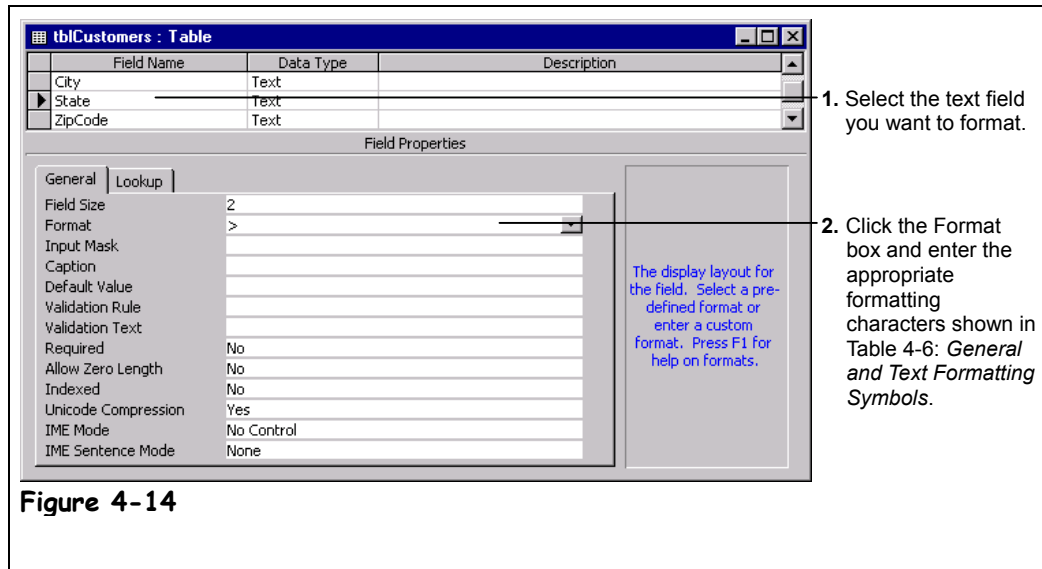 tblCustomers : Table
Field Name Data Type Description
City Text
State Text
ZipCode Text
Field Properties
General Lookup
Field Size 2
Format >
Input Mask
Caption
Default Value
Validation Rule
Validation Text
Required No
Allow Zero Length No
Indexed No
Unicode Compression Yes
IME Mode No Control
IME Sentence Mode None
The display layout for
the field. Select a pre-
defined format or
enter a custom
format. Press F1 for
help on formats.
1. Select the text field
you want to format.
2. Click the Format
box and enter the
appropriate
formatting
characters shown in
Table 4-6: General
and Text Formatting
Symbols.
Figure 4-14